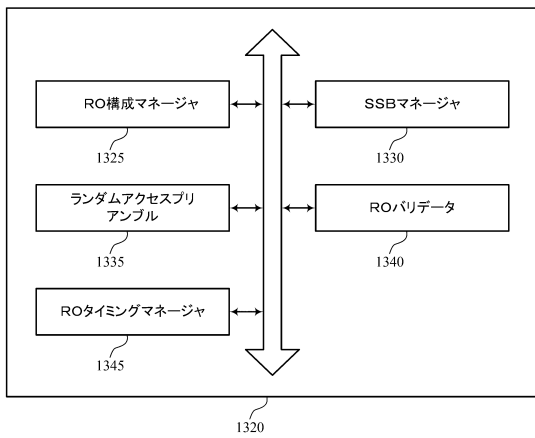 RO構成マネージャ
1325
SSBマネージャ
1330
ランダムアクセスプリ
アンブル
1335
ROバリデータ
1340
ROタイミングマネージャ
1345
1320